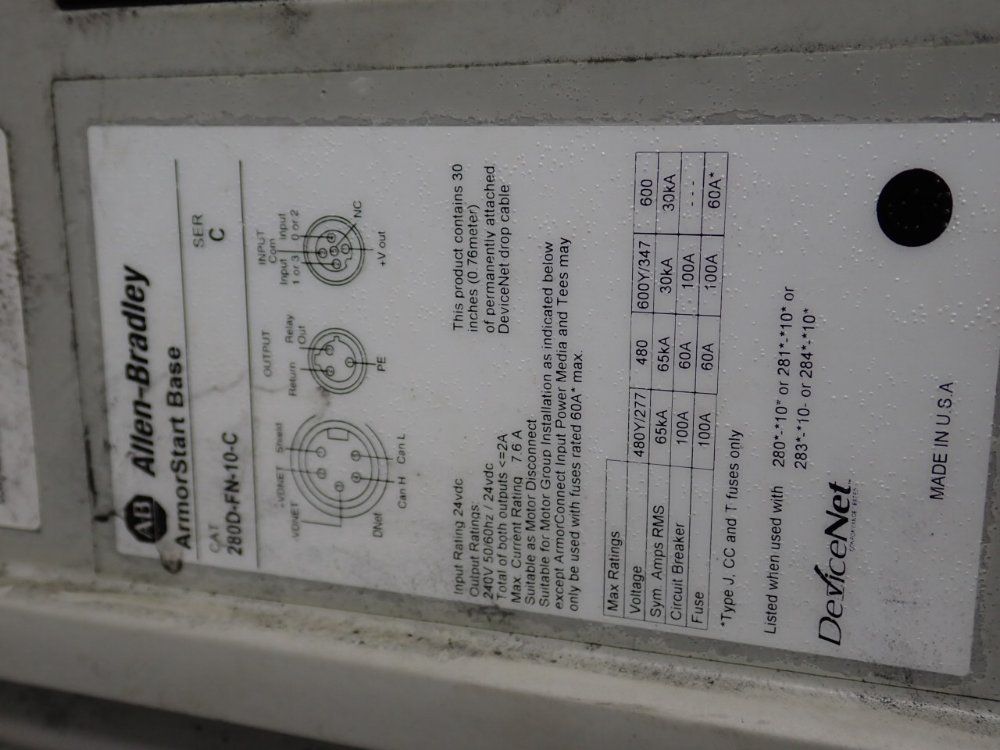 AB Allen-Bradley
ArmorStart Base
CAT
280D-FN-10-C
SER
C
-VDNET
+VDNET
Shield
DNet
Can H
Can L
OUTPUT
Return
Relay
Out
PE
INPUT
Com
Input
1 or 3
Input
0 or 2
NC
+V out
Input Rating 24vdc
Output Ratings:
240V 50/60hz / 24vdc
Total of both outputs <=2A
Max. Current Rating 7.6 A
Suitable as Motor Disconnect
Suitable for Motor Group Installation as indicated below
except ArmorConnect Input Power Media and Tees may
only be used with fuses rated 60A* max.
This product contains 30
inches (0.76meter)
of permanently attached
DeviceNet drop cable
Max Ratings
Voltage 480Y/277 480 600Y/347 600
Sym. Amps RMS 65kA 65kA 30kA 30kA
Circuit Breaker 100A 60A 100A - - -
Fuse 100A 60A 100A 60A*
*Type J, CC and T fuses only
Listed when used with 280*-*10* or 281*-*10* or
283*-*10- or 284*-*10*
DeviceNet
MADE IN U.S.A